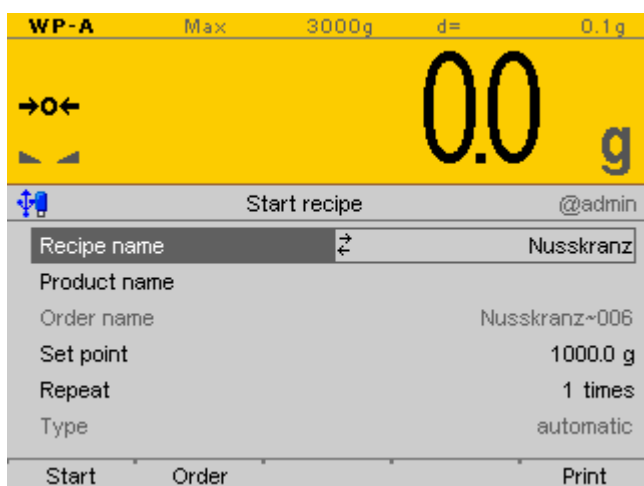 WP-A Max 3000g d= 0.1g
→0←
0.0 g
Start recipe @admin
Recipe name Nusskranz
Product name
Order name Nusskranz~006
Set point 1000.0 g
Repeat 1 times
Type automatic
Start Order Print